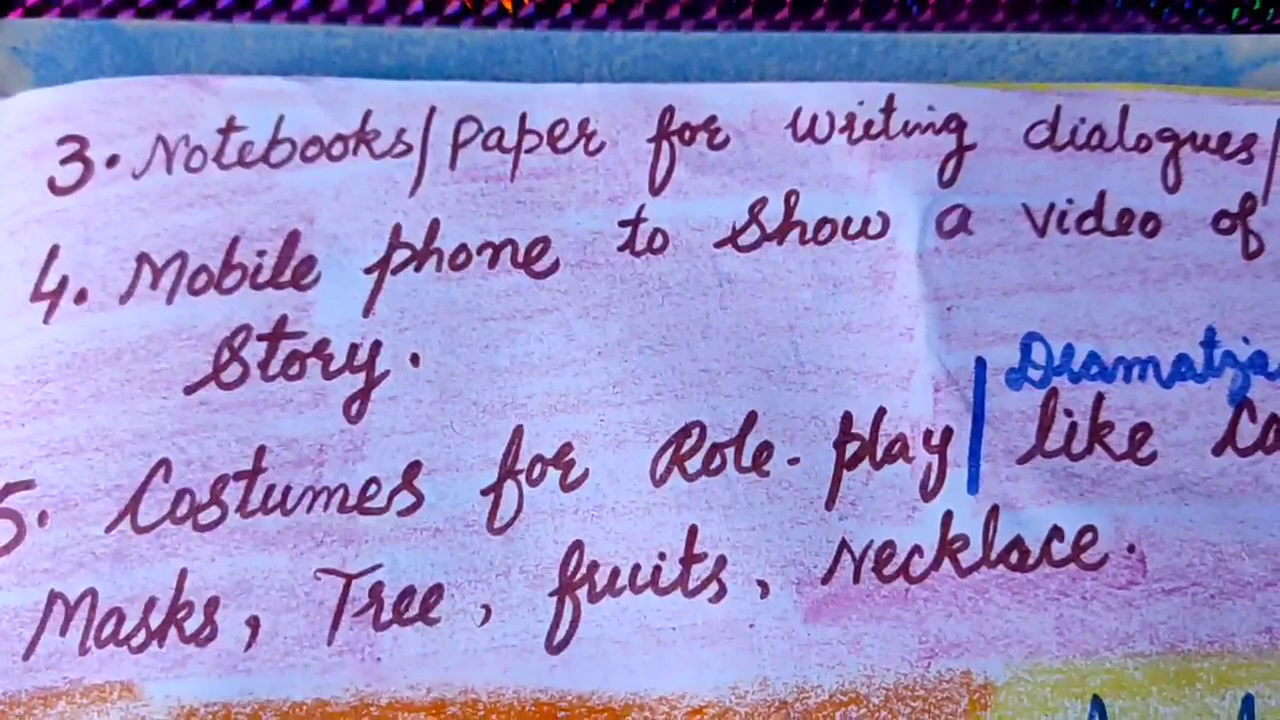 3. Notebooks/Paper for writing dialogues/
4. Mobile phone to show a video of
Story.
Dramatiza
5. Costumes for Role-play/ like
Masks, Tree, fruits, Necklace.